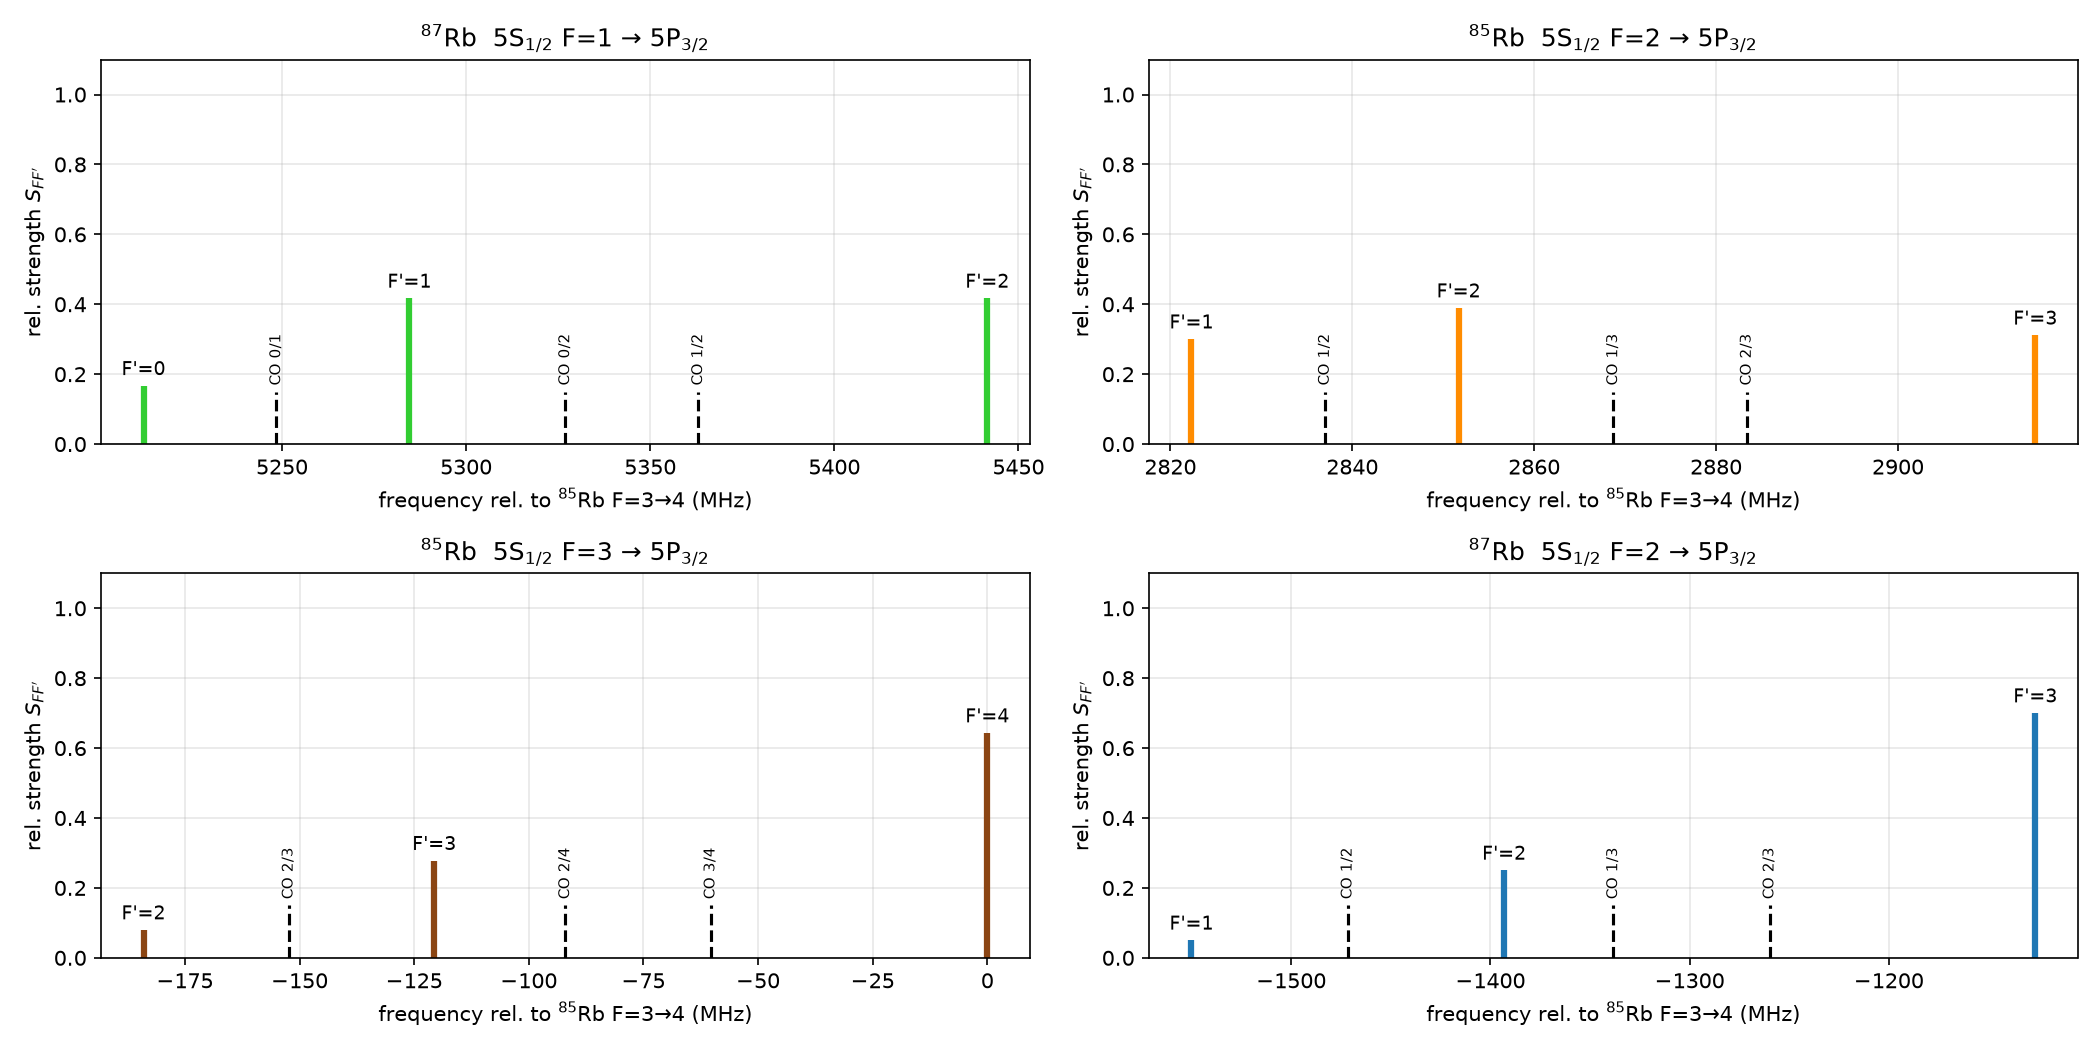 ⁸⁷Rb 5S₁/₂ F=1 → 5P₃/₂
rel. strength S_FF'
1.0
0.8
0.6
0.4
0.2
0.0
F'=0
CO 0/1
F'=1
CO 0/2
CO 1/2
F'=2
5250 5300 5350 5400 5450
frequency rel. to ⁸⁵Rb F=3→4 (MHz)
⁸⁵Rb 5S₁/₂ F=2 → 5P₃/₂
rel. strength S_FF'
1.0
0.8
0.6
0.4
0.2
0.0
F'=1
CO 1/2
F'=2
CO 1/3
CO 2/3
F'=3
2820 2840 2860 2880 2900
frequency rel. to ⁸⁵Rb F=3→4 (MHz)
⁸⁵Rb 5S₁/₂ F=3 → 5P₃/₂
rel. strength S_FF'
1.0
0.8
0.6
0.4
0.2
0.0
F'=2
CO 2/3
F'=3
CO 2/4
CO 3/4
F'=4
−175 −150 −125 −100 −75 −50 −25 0
frequency rel. to ⁸⁵Rb F=3→4 (MHz)
⁸⁷Rb 5S₁/₂ F=2 → 5P₃/₂
rel. strength S_FF'
1.0
0.8
0.6
0.4
0.2
0.0
F'=1
CO 1/2
F'=2
CO 1/3
CO 2/3
F'=3
−1500 −1400 −1300 −1200
frequency rel. to ⁸⁵Rb F=3→4 (MHz)